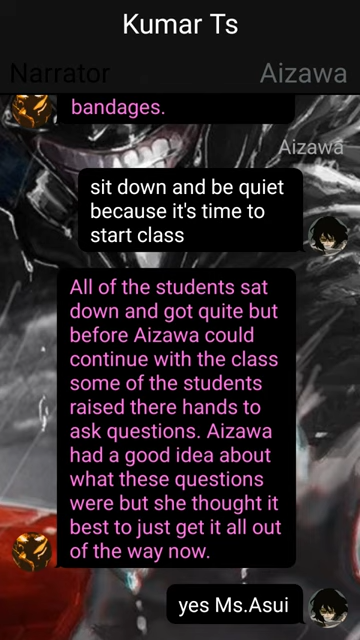 Kumar Ts
Narrator
Aizawa
bandages.
Aizawa
sit down and be quiet
because it's time to
start class
All of the students sat
down and got quite but
before Aizawa could
continue with the class
some of the students
raised there hands to
ask questions. Aizawa
had a good idea about
what these questions
were but she thought it
best to just get it all out
of the way now.
yes Ms.Asui